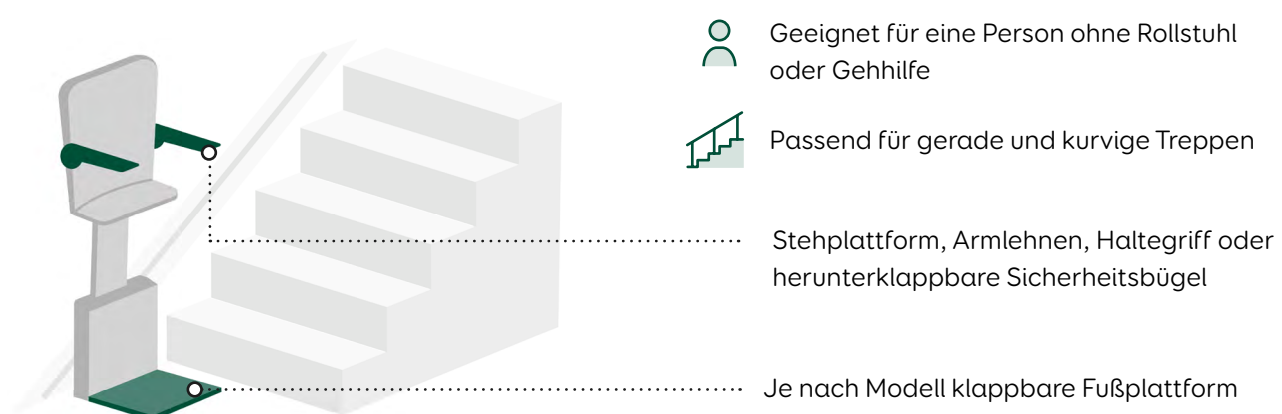 Geeignet für eine Person ohne Rollstuhl
oder Gehhilfe
Passend für gerade und kurvige Treppen
Stehplattform, Armlehnen, Haltegriff oder
herunterklappbare Sicherheitsbügel
Je nach Modell klappbare Fußplattform